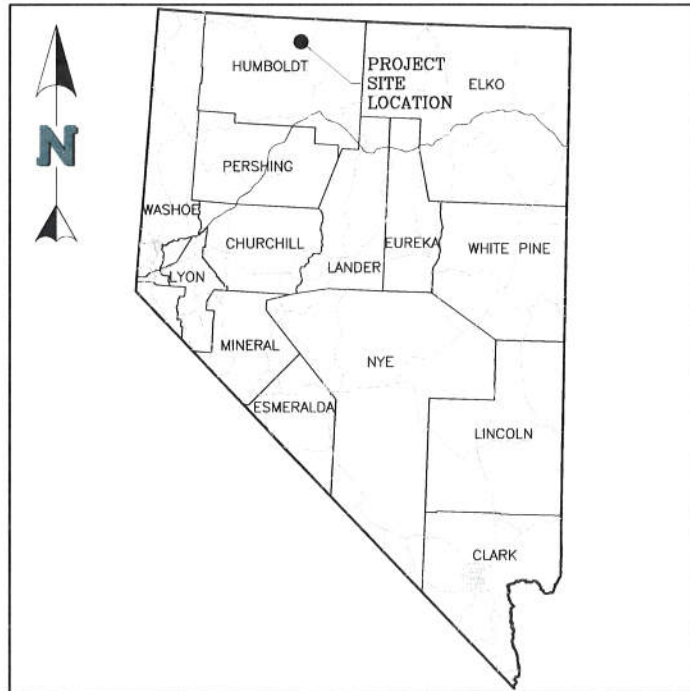 N
HUMBOLDT
PROJECT
SITE
LOCATION
ELKO
PERSHING
WASHOE
CHURCHILL
LYON
LANDER
EUREKA
WHITE PINE
MINERAL
NYE
ESMERALDA
LINCOLN
CLARK